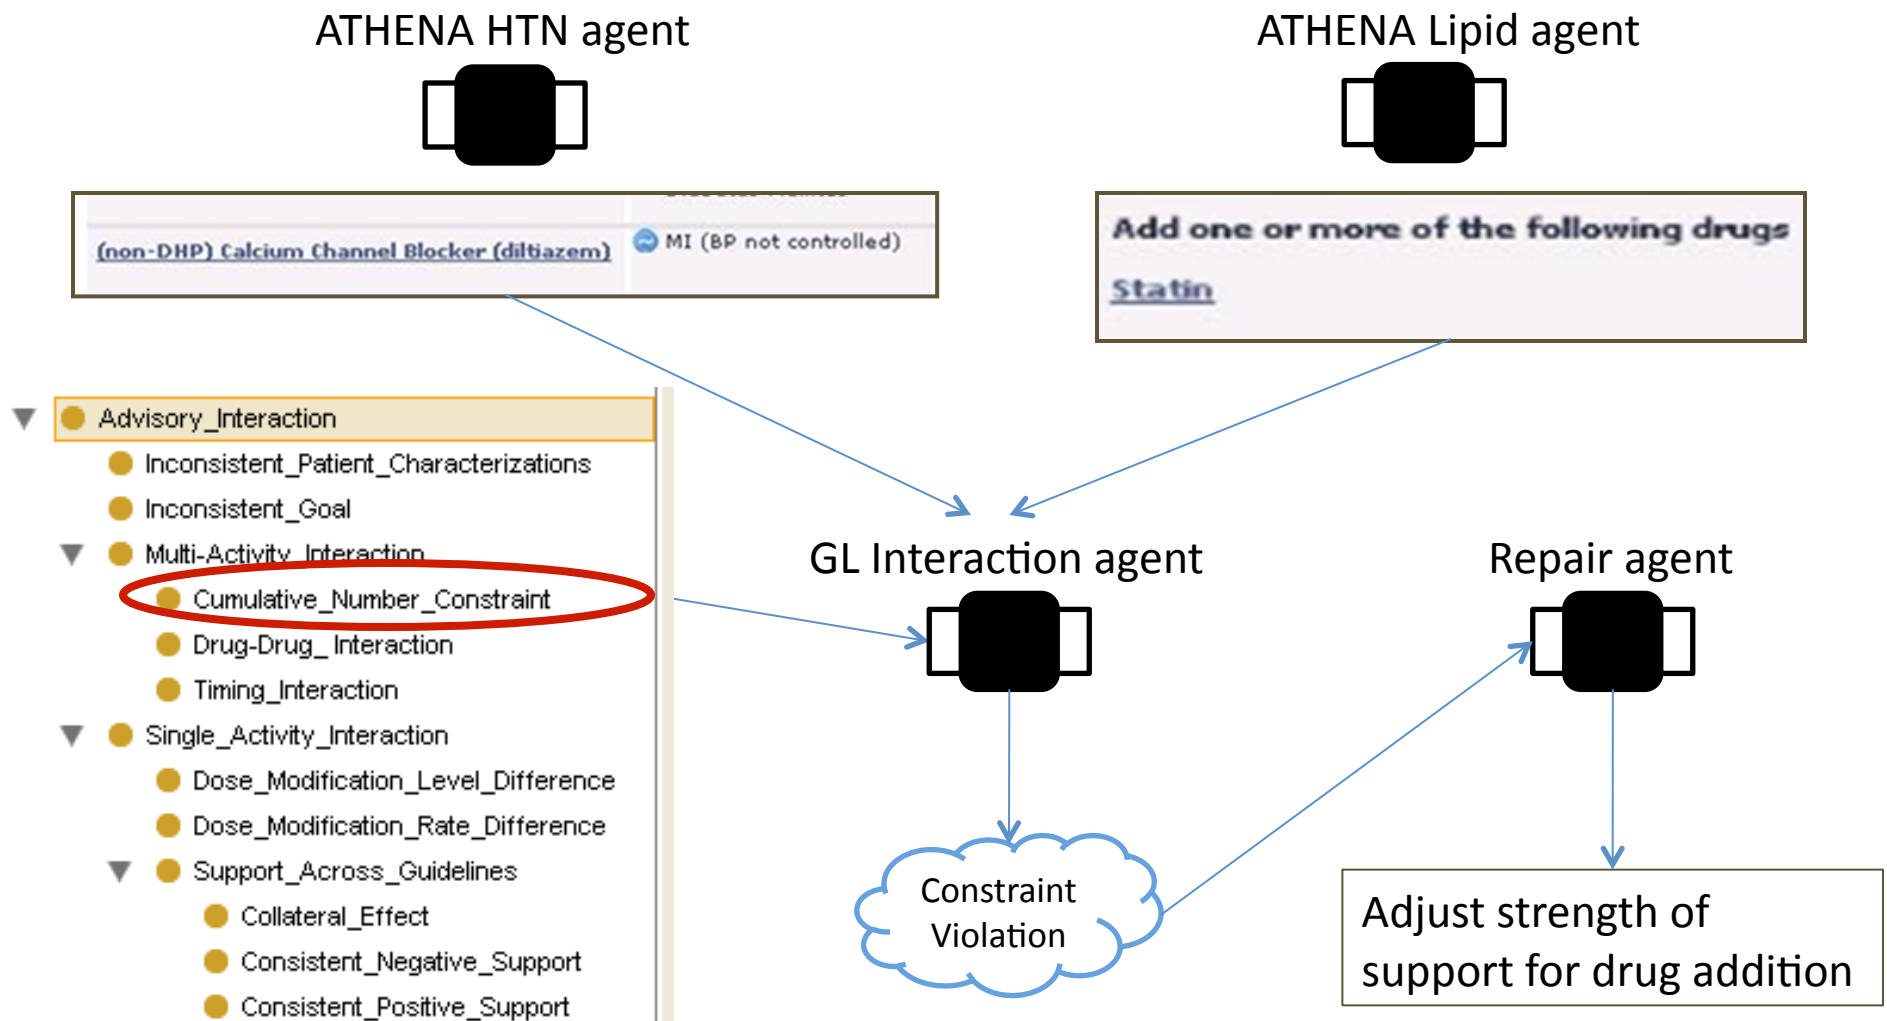 ATHENA HTN agent
ATHENA Lipid agent
(non-DHP) Calcium Channel Blocker (diltiazem)
MI (BP not controlled)
Add one or more of the following drugs
Statin
Advisory_Interaction
Inconsistent_Patient_Characterizations
Inconsistent_Goal
Multi-Activity_Interaction
Cumulative_Number_Constraint
Drug-Drug_ Interaction
Timing_Interaction
Single_Activity_Interaction
Dose_Modification_Level_Difference
Dose_Modification_Rate_Difference
Support_Across_Guidelines
Collateral_Effect
Consistent_Negative_Support
Consistent_Positive_Support
GL Interaction agent
Repair agent
Constraint
Violation
Adjust strength of
support for drug addition